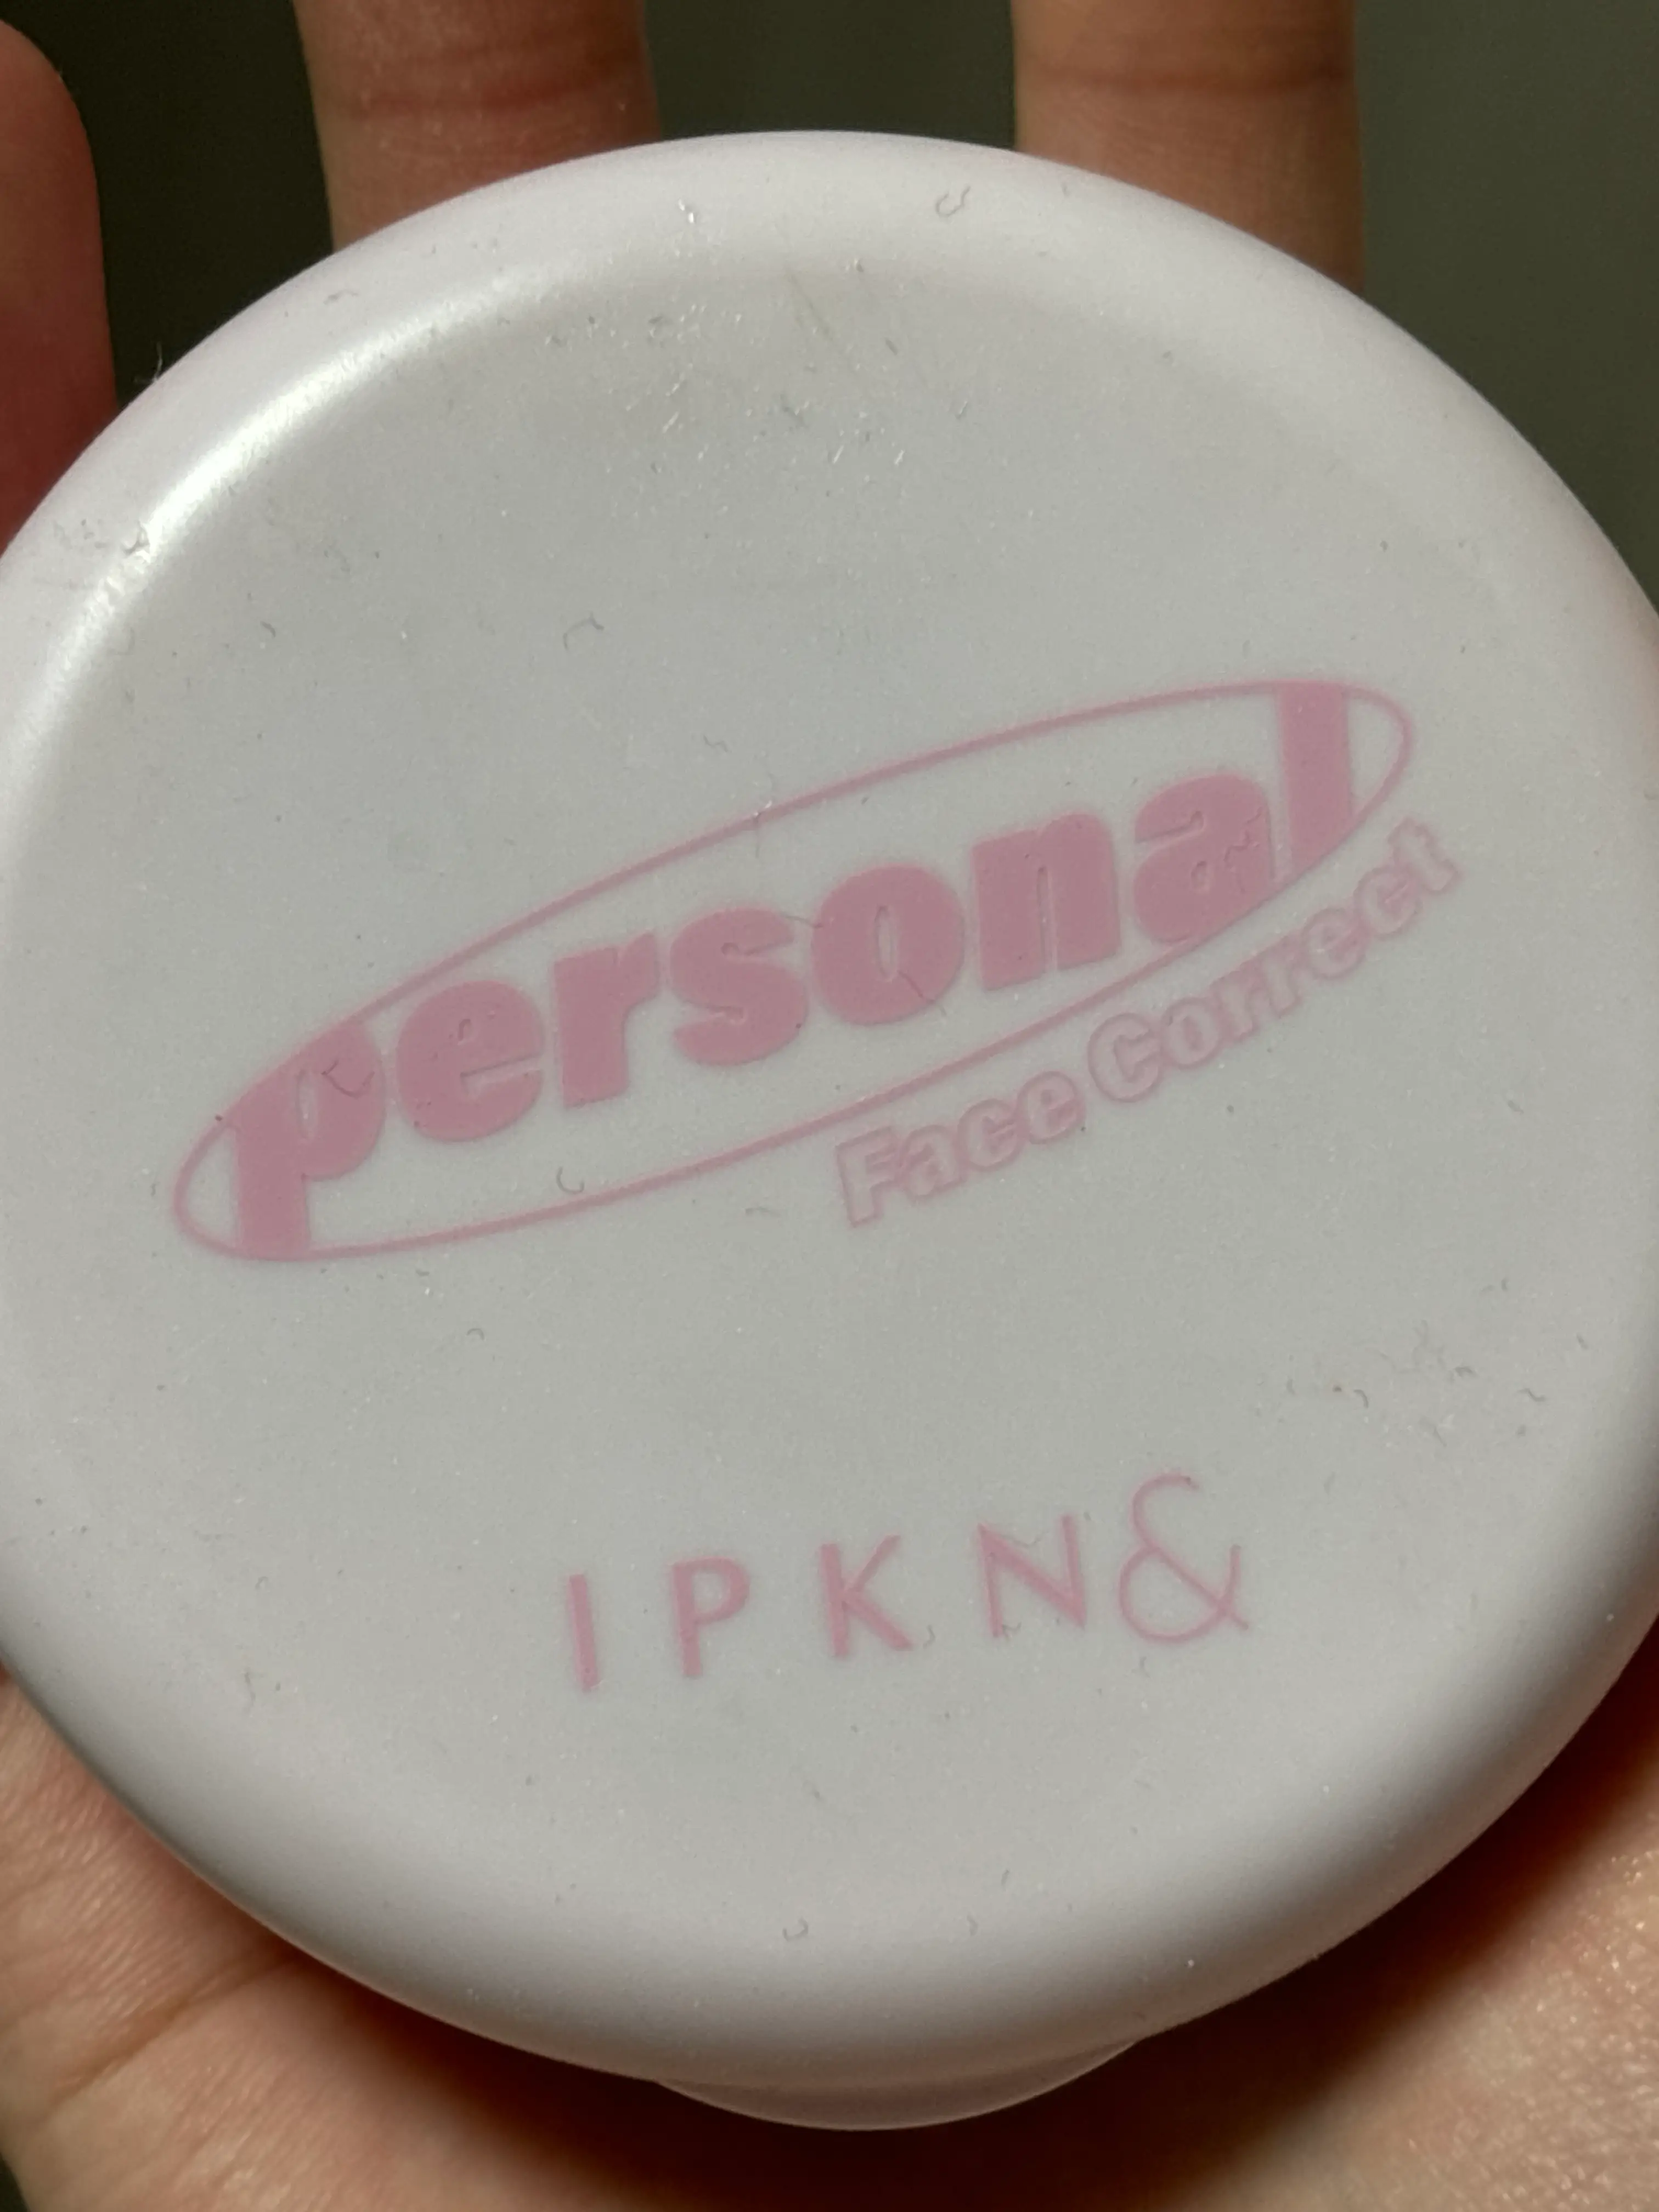 personal
Face Correct
IPKN&